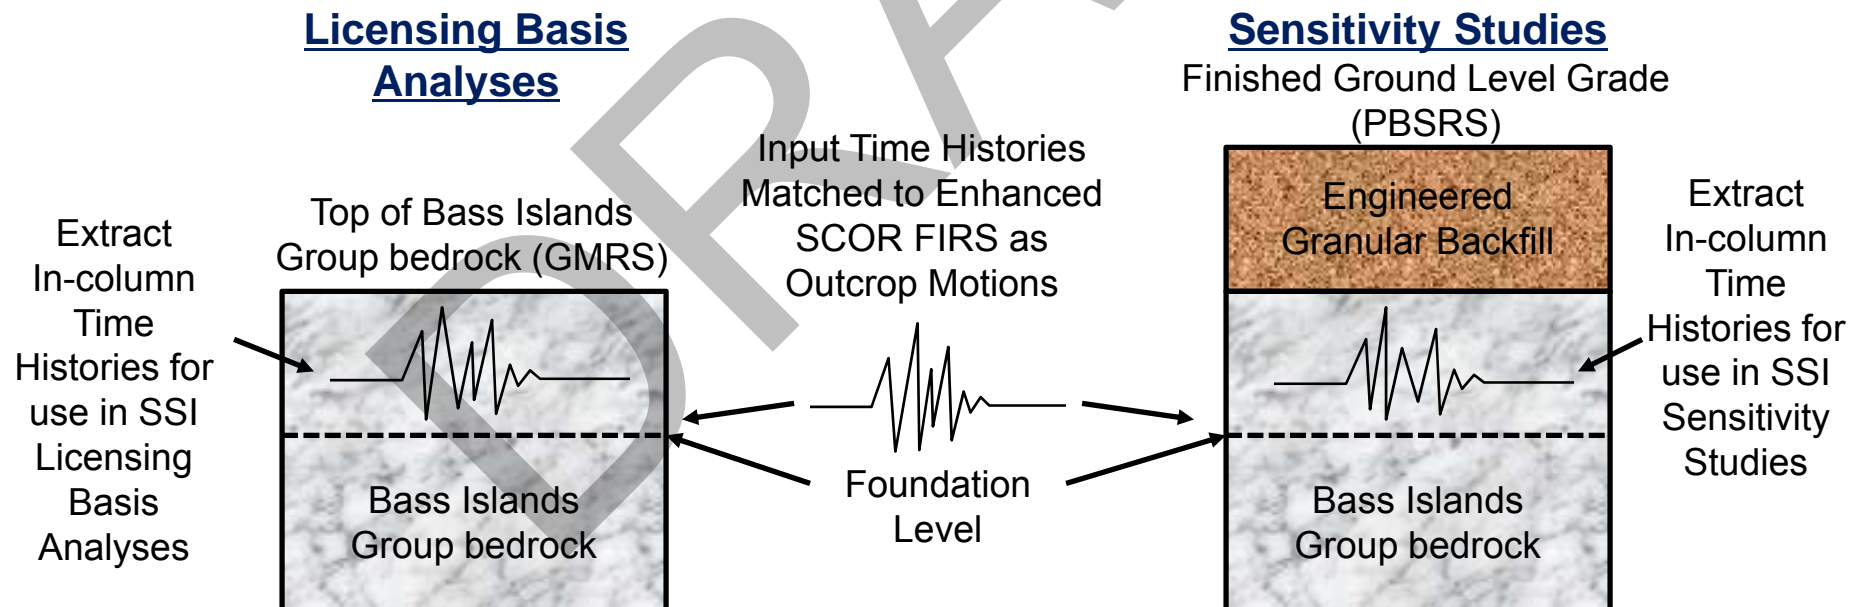 Licensing Basis
Analyses
Extract
In-column
Time
Histories for
use in SSI
Licensing
Basis
Analyses
Top of Bass Islands
Group bedrock (GMRS)
Bass Islands
Group bedrock
Input Time Histories
Matched to Enhanced
SCOR FIRS as
Outcrop Motions
Foundation
Level
Sensitivity Studies
Finished Ground Level Grade
(PBSRS)
Engineered
Granular Backfill
Bass Islands
Group bedrock
Extract
In-column
Time
Histories for
use in SSI
Sensitivity
Studies
DRA